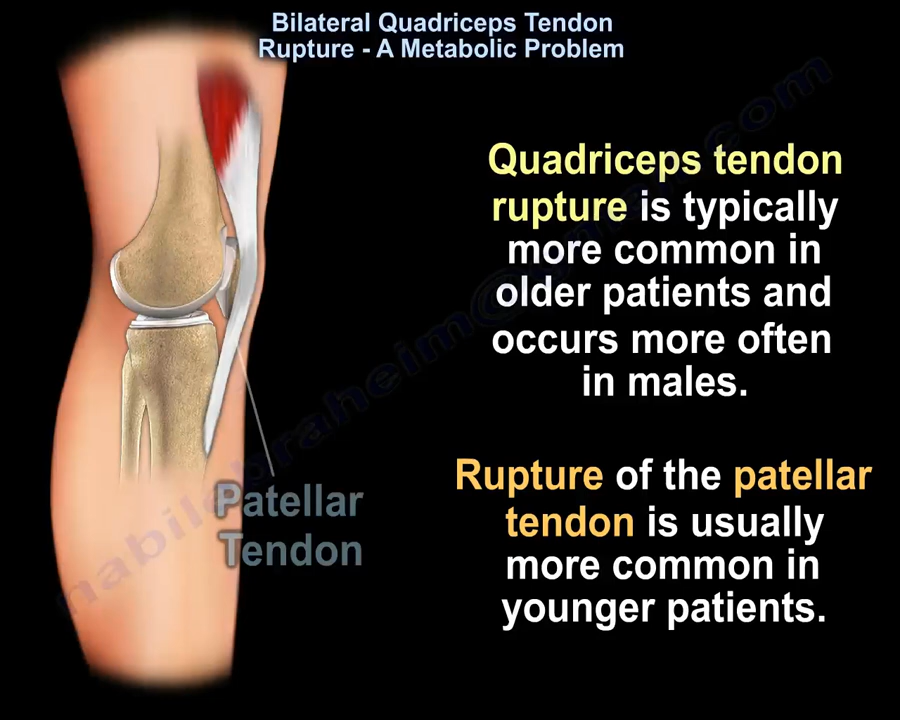 Bilateral Quadriceps Tendon
Rupture - A Metabolic Problem
Quadriceps tendon
rupture is typically
more common in
older patients and
occurs more often
in males.
Rupture of the patellar
tendon is usually
more common in
younger patients.
Patellar
Tendon